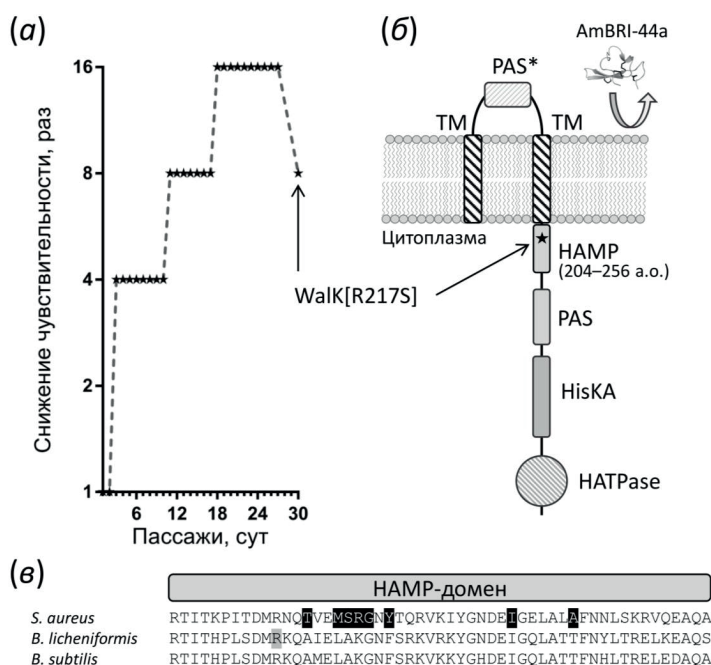 (а)
Снижение чувствительности, раз
16
8
4
2
1
6
12
18
24
30
Пассажи, сут
WalK[R217S]
(б)
AmBRI-44a
PAS*
TM
TM
Цитоплазма
HAMP
(204–256 а.о.)
PAS
HisKA
HATPase
(в)
HAMP-домен
S. aureus RTITKPITDMRNQTVEMSRGNYTQRVKIYGNDEIGELALAFNNLSKRVQEAQA
B. licheniformis RTITHPLSDMRKQAIELAKGNFSRKVRKYGNDEIGQLATTFNYLTRELKEAQS
B. subtilis RTITHPLSDMRKQAMELAKGNFSRKVKKYGHDEIGQLATTFNHLTRELEDAQA